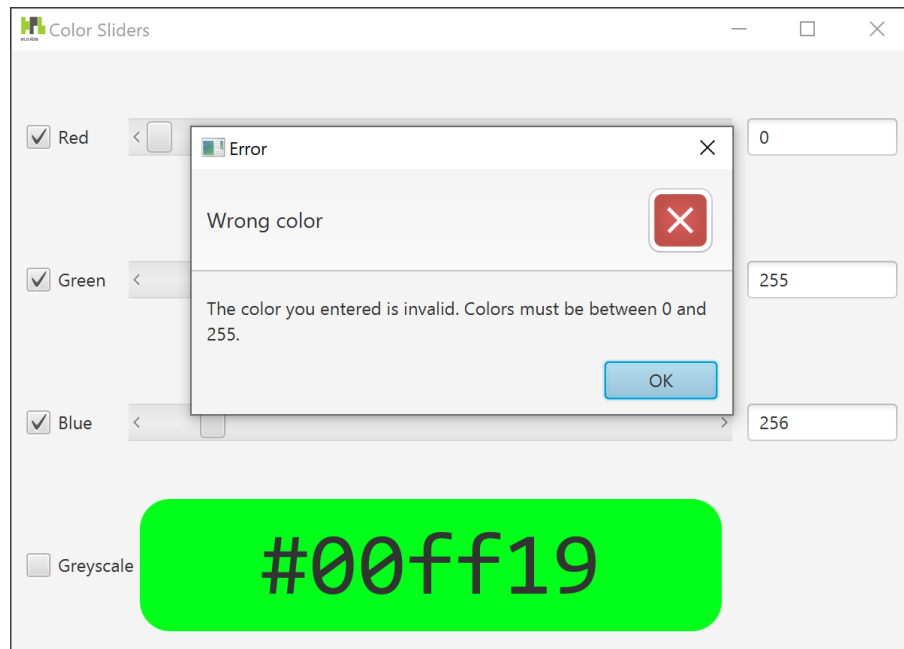 Color Sliders
Red
0
Error
Wrong color
The color you entered is invalid. Colors must be between 0 and
255.
OK
Green
255
Blue
256
Greyscale
#00ff19